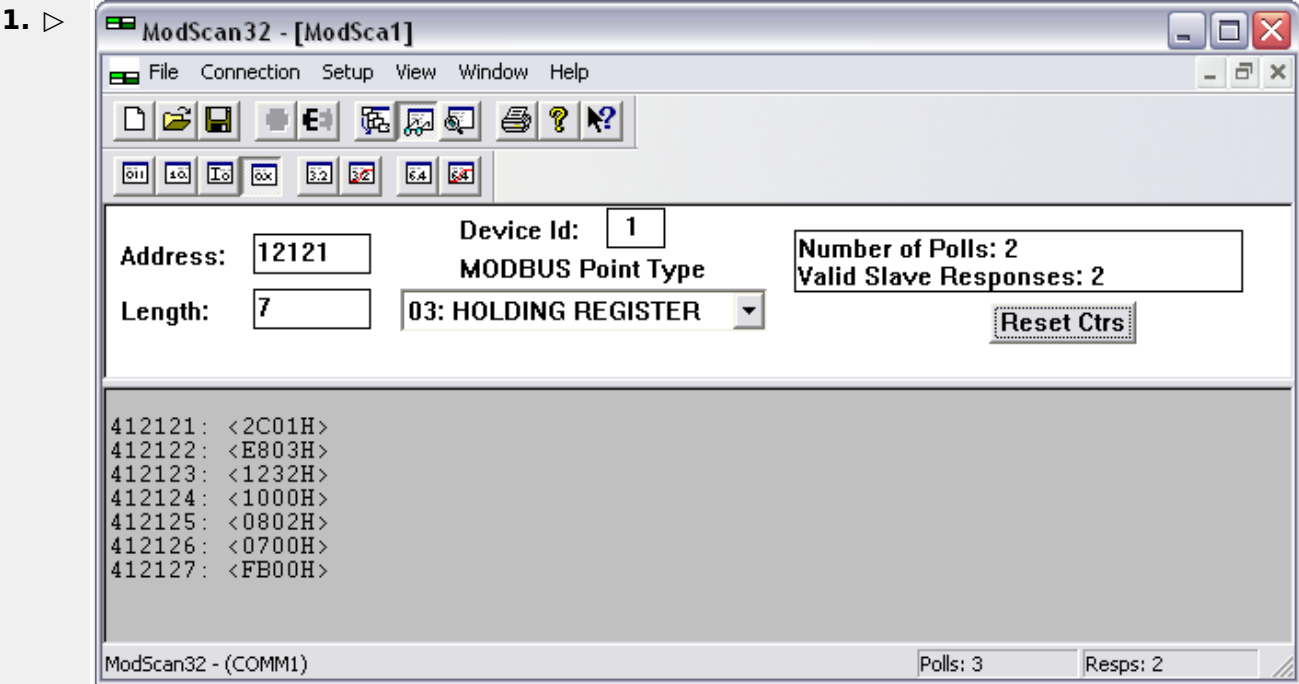 1. ▷
ModScan32 - [ModSca1]
File Connection Setup View Window Help
Device Id: 1
Address: 12121
MODBUS Point Type
Number of Polls: 2
Valid Slave Responses: 2
Length: 7
03: HOLDING REGISTER
Reset Ctrs
412121: <2C01H>
412122: <E803H>
412123: <1232H>
412124: <1000H>
412125: <0802H>
412126: <0700H>
412127: <FB00H>
ModScan32 - (COMM1) Polls: 3 Resps: 2